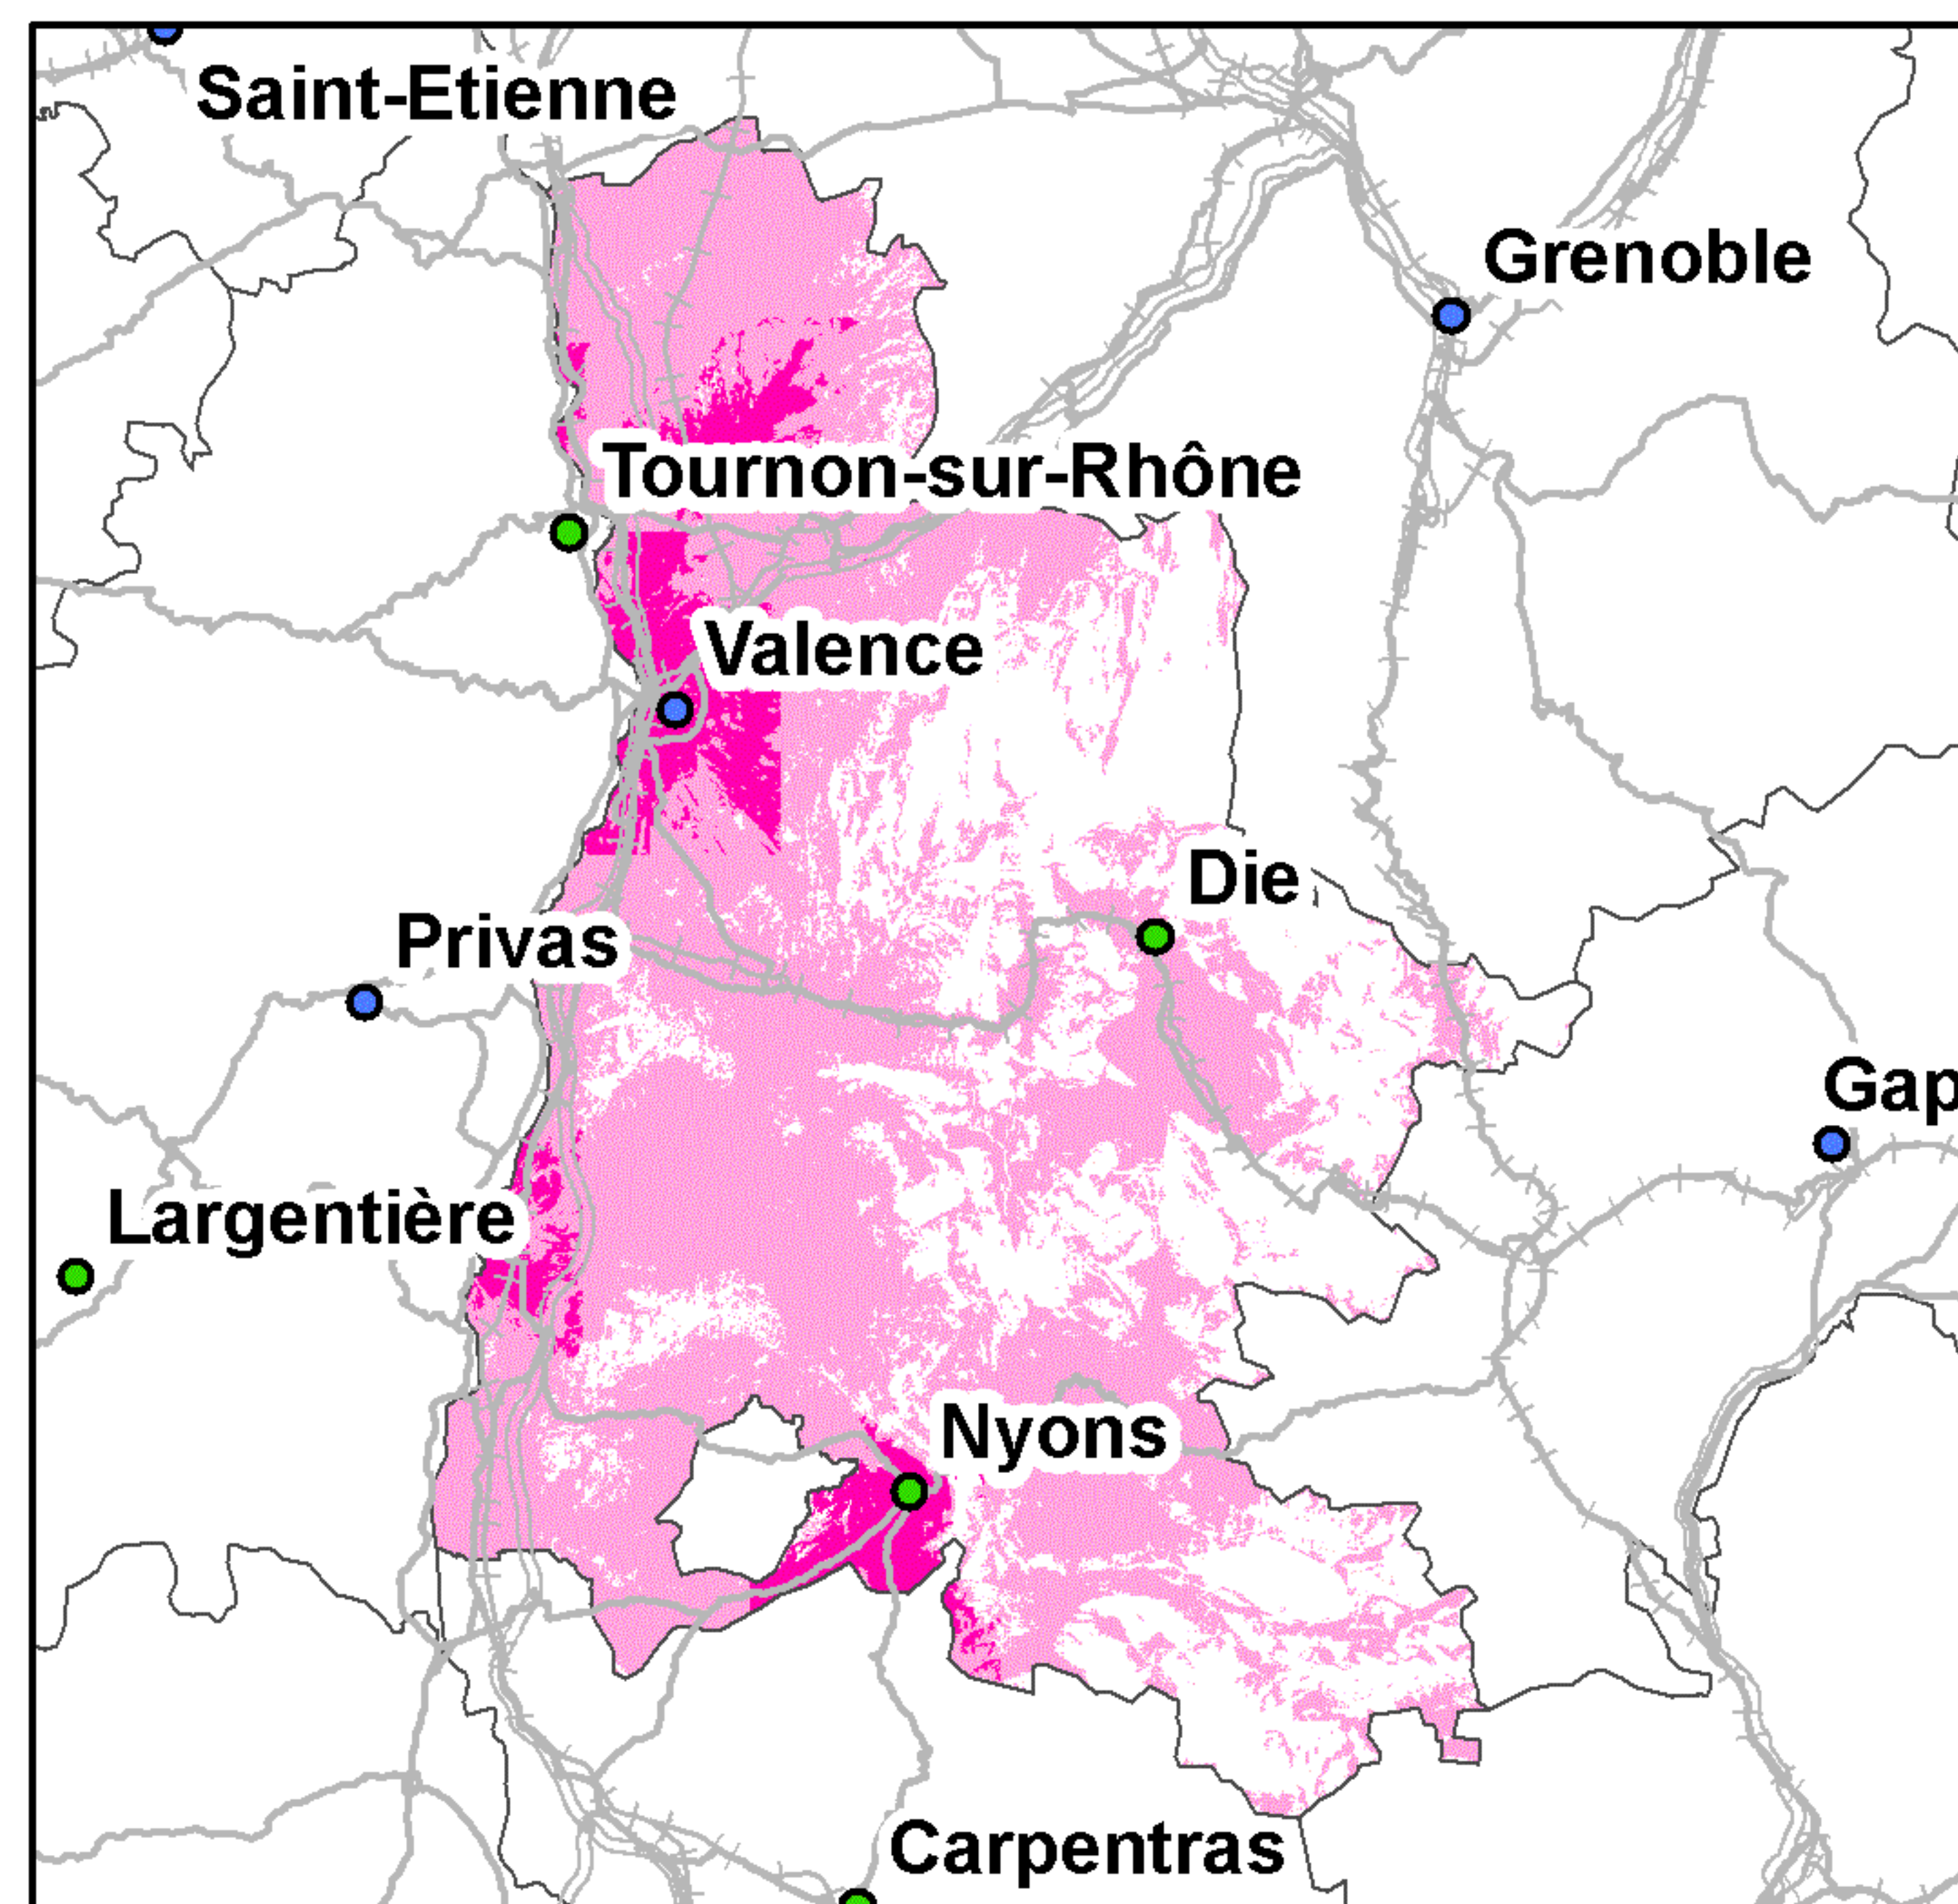 Saint-Etienne
Grenoble
Tournon-sur-Rhône
Valence
Die
Privas
Gap
Largentière
Nyons
Carpentras